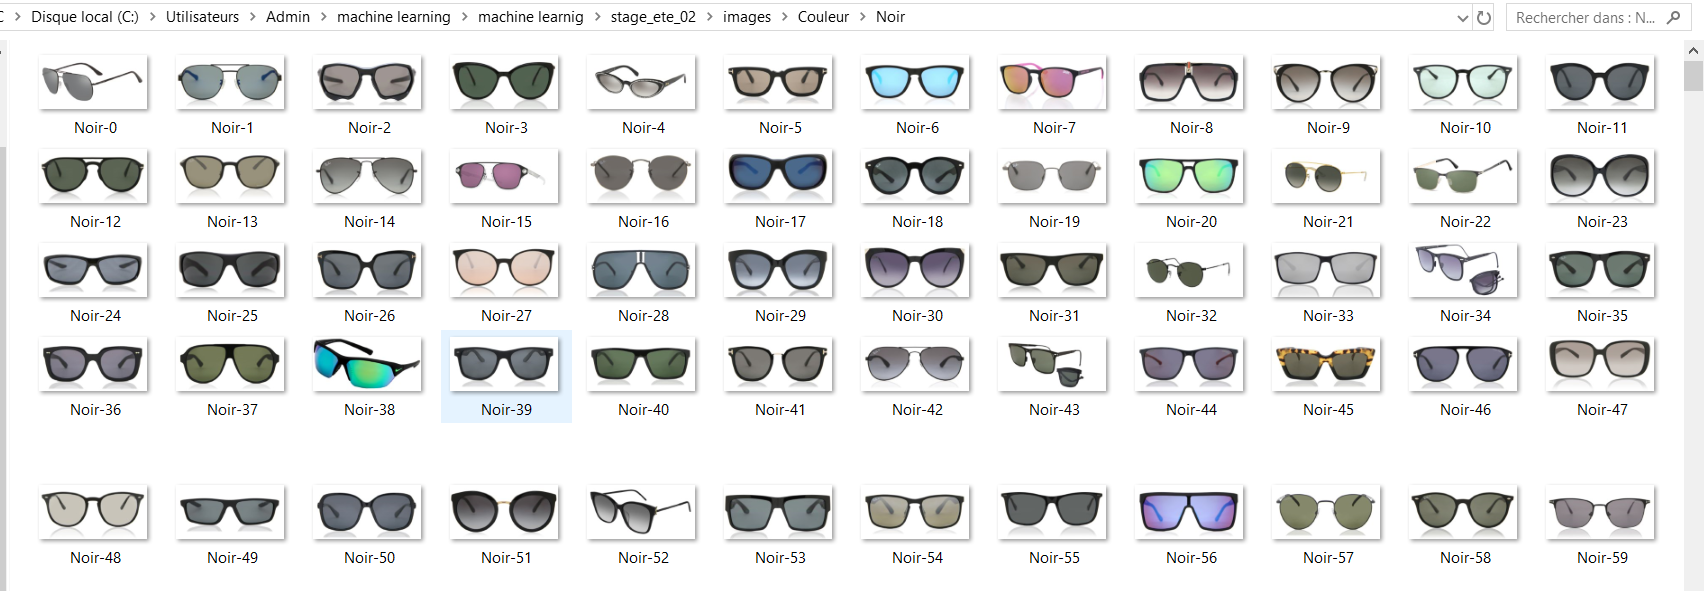 Disque local (C:) > Utilisateurs > Admin > machine learning > machine learnig > stage_ete_02 > images > Couleur > Noir
Rechercher dans : N...
Noir-0 Noir-1 Noir-2 Noir-3 Noir-4 Noir-5 Noir-6 Noir-7 Noir-8 Noir-9 Noir-10 Noir-11
Noir-12 Noir-13 Noir-14 Noir-15 Noir-16 Noir-17 Noir-18 Noir-19 Noir-20 Noir-21 Noir-22 Noir-23
Noir-24 Noir-25 Noir-26 Noir-27 Noir-28 Noir-29 Noir-30 Noir-31 Noir-32 Noir-33 Noir-34 Noir-35
Noir-36 Noir-37 Noir-38 Noir-39 Noir-40 Noir-41 Noir-42 Noir-43 Noir-44 Noir-45 Noir-46 Noir-47
Noir-48 Noir-49 Noir-50 Noir-51 Noir-52 Noir-53 Noir-54 Noir-55 Noir-56 Noir-57 Noir-58 Noir-59